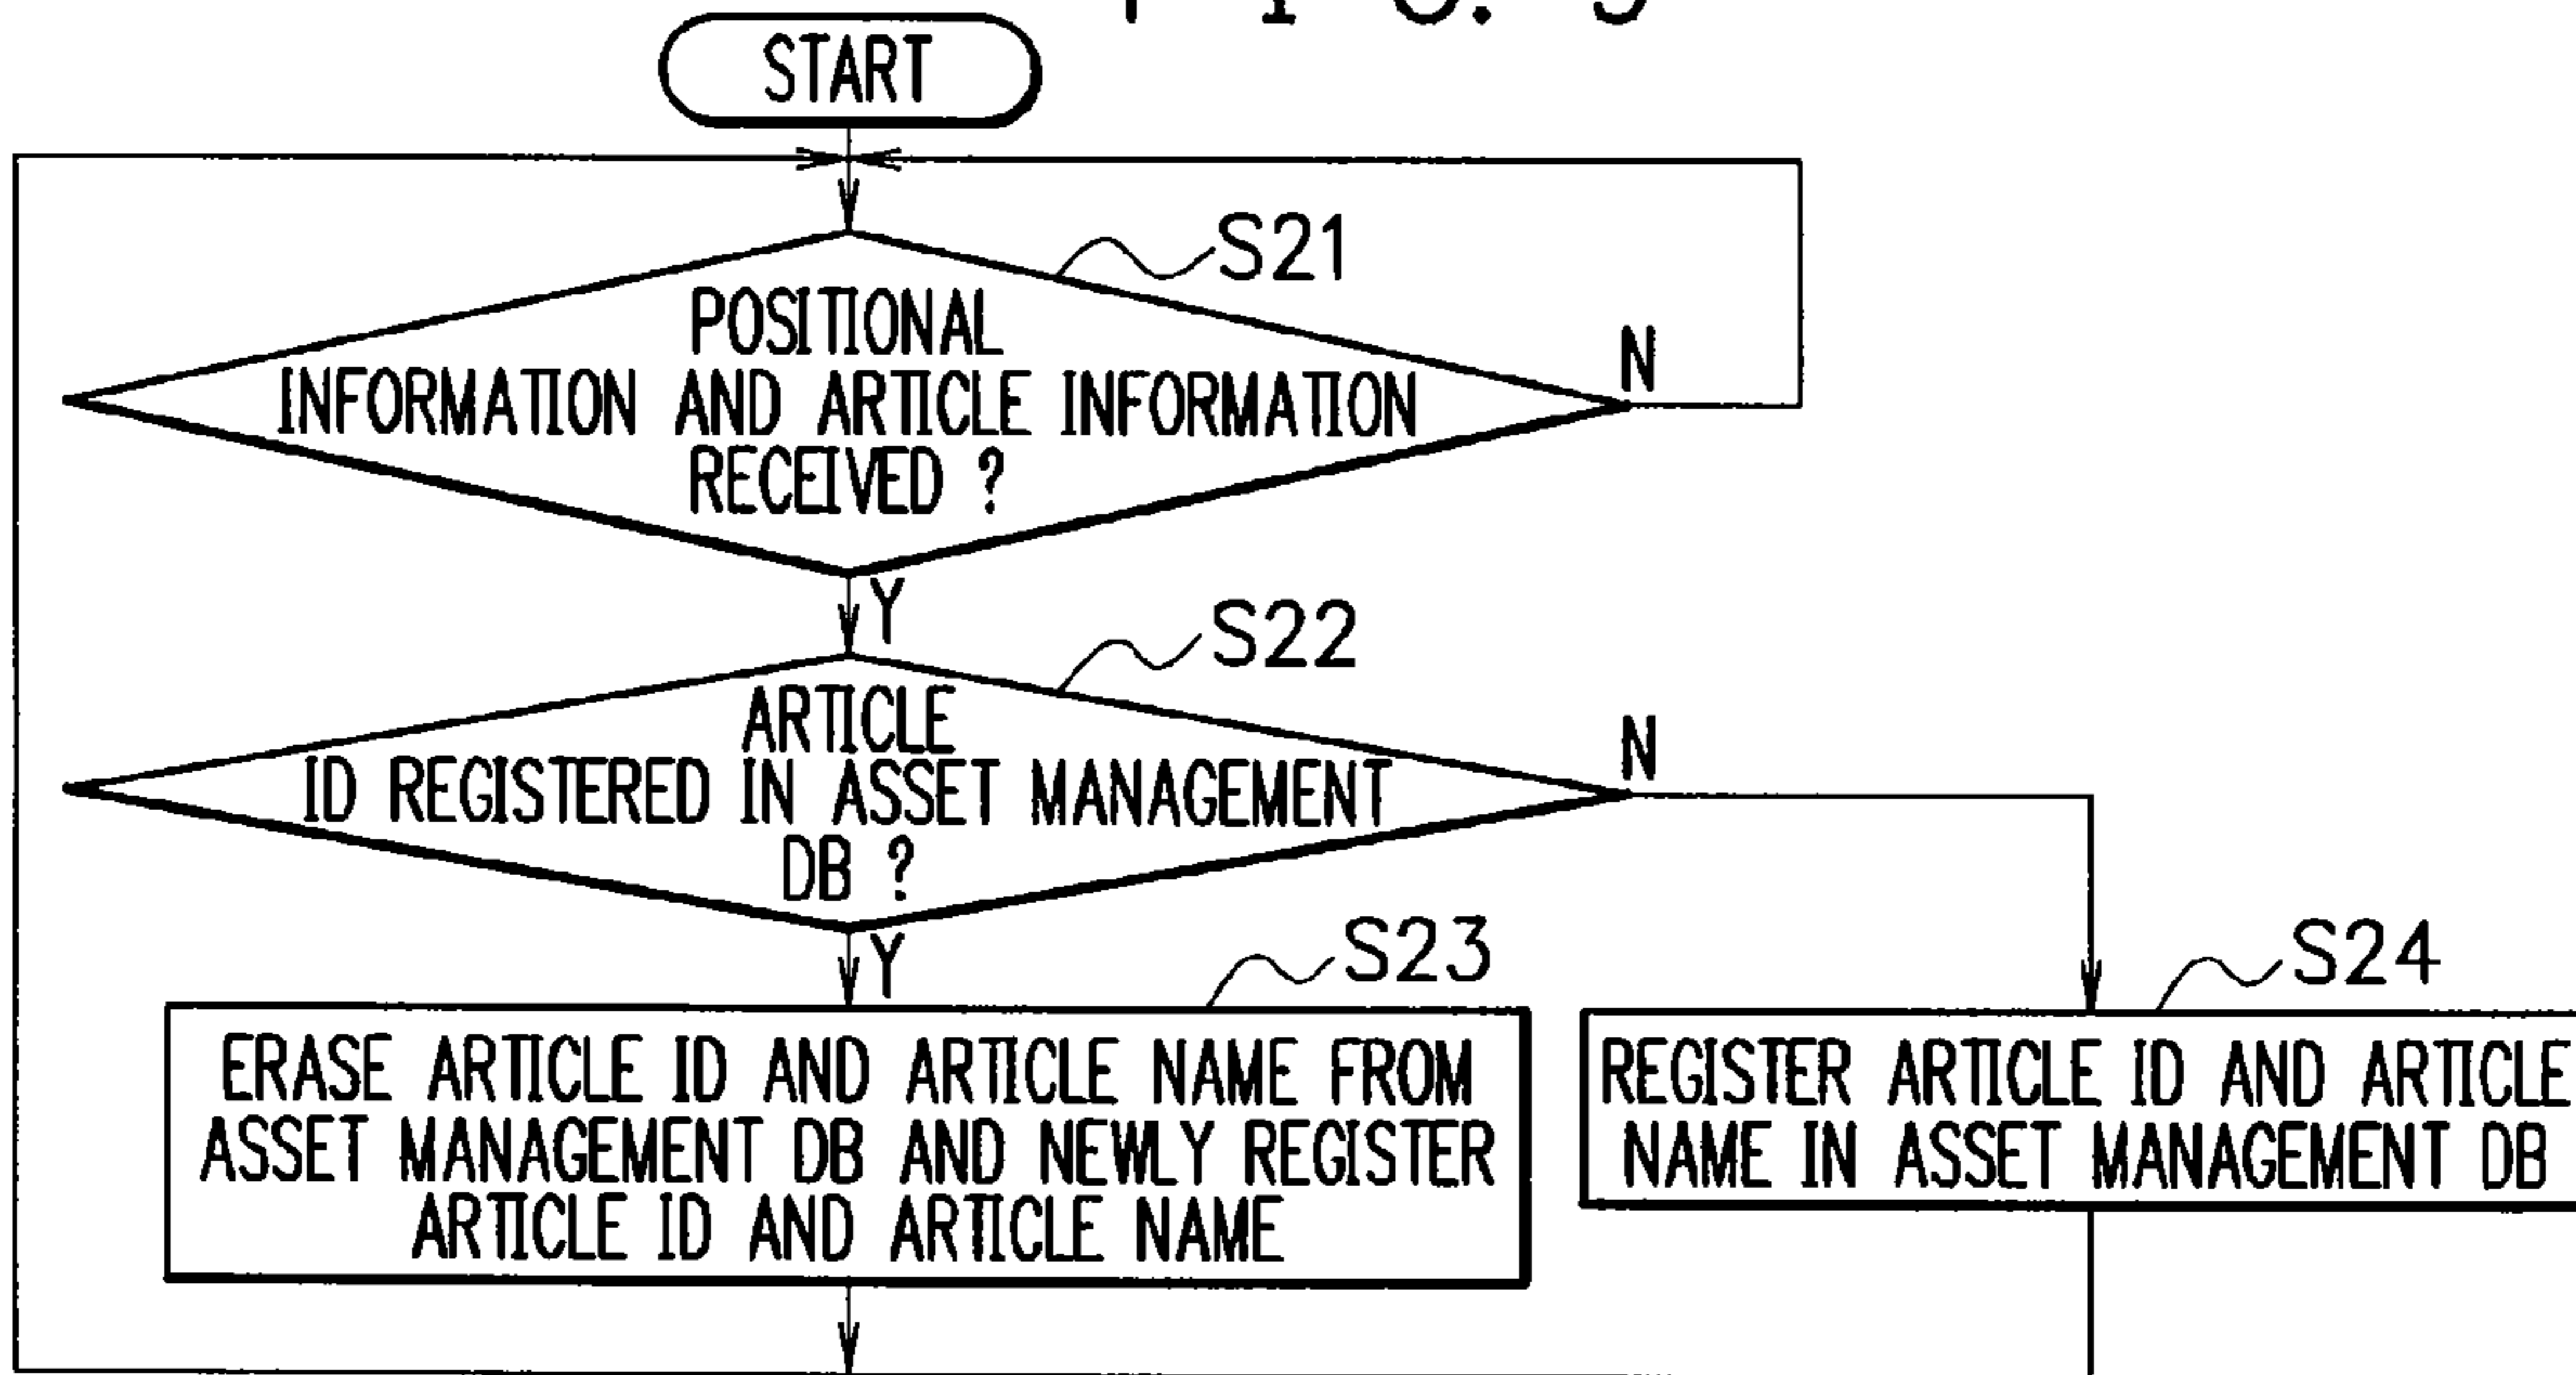 START
S21
POSITIONAL
INFORMATION AND ARTICLE INFORMATION
RECEIVED ?
N
Y
S22
ARTICLE
ID REGISTERED IN ASSET MANAGEMENT
DB ?
N
Y
S23
ERASE ARTICLE ID AND ARTICLE NAME FROM
ASSET MANAGEMENT DB AND NEWLY REGISTER
ARTICLE ID AND ARTICLE NAME
S24
REGISTER ARTICLE ID AND ARTICLE
NAME IN ASSET MANAGEMENT DB